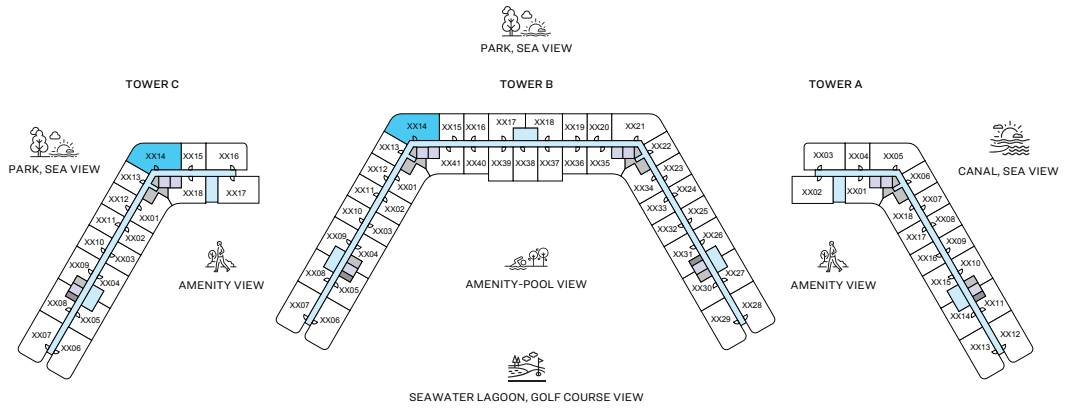 PARK, SEA VIEW
TOWER C
TOWER B
TOWER A
PARK, SEA VIEW
CANAL, SEA VIEW
XX14
XX15
XX16
XX13
XX17
XX18
XX12
XX01
XX11
XX02
XX10
XX03
XX09
XX04
XX08
XX05
XX07
XX06
AMENITY VIEW
XX14
XX15
XX16
XX17
XX18
XX19
XX20
XX21
XX13
XX41
XX40
XX39
XX38
XX37
XX36
XX35
XX22
XX12
XX01
XX34
XX23
XX11
XX02
XX33
XX24
XX10
XX03
XX32
XX25
XX09
XX04
XX31
XX26
XX08
XX05
XX30
XX27
XX07
XX06
XX29
XX28
AMENITY-POOL VIEW
XX03
XX04
XX05
XX02
XX01
XX06
XX18
XX07
XX17
XX08
XX16
XX09
XX15
XX10
XX14
XX11
XX13
XX12
AMENITY VIEW
SEAWATER LAGOON, GOLF COURSE VIEW